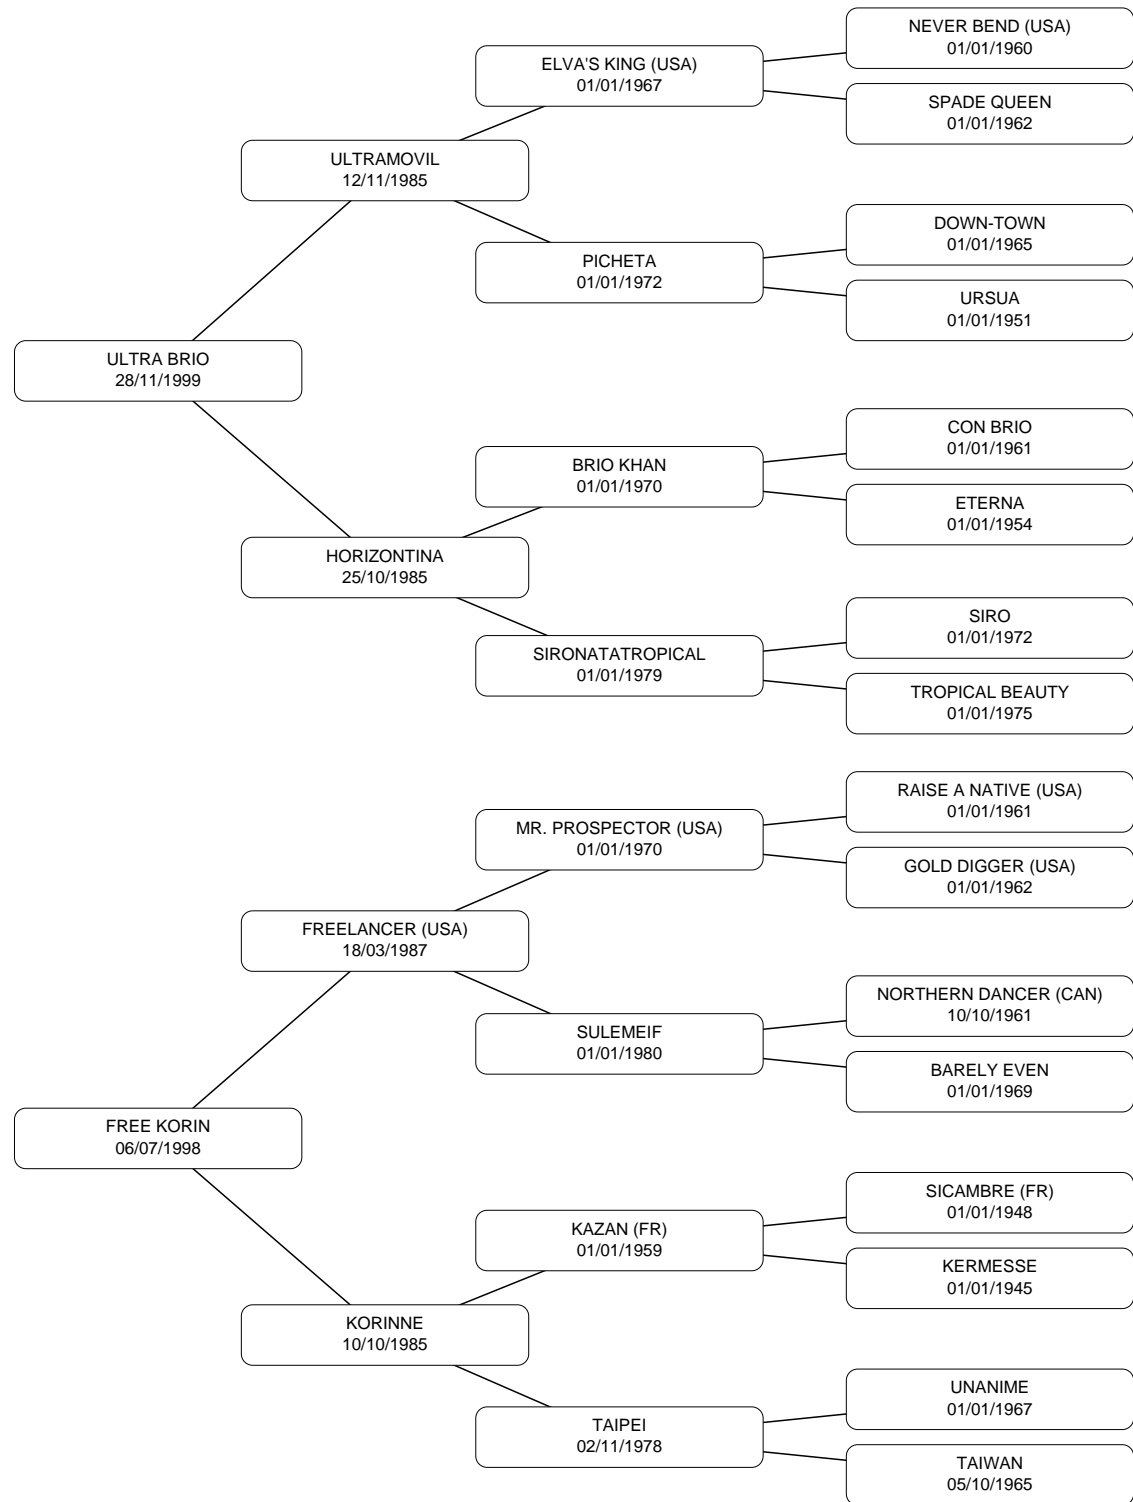 NEVER BEND (USA)
01/01/1960
ELVA'S KING (USA)
01/01/1967
SPADE QUEEN
01/01/1962
ULTRAMOVIL
12/11/1985
DOWN-TOWN
01/01/1965
PICHETA
01/01/1972
URSUA
01/01/1951
ULTRA BRIO
28/11/1999
CON BRIO
01/01/1961
BRIO KHAN
01/01/1970
ETERNA
01/01/1954
HORIZONTINA
25/10/1985
SIRO
01/01/1972
SIRONATATROPICAL
01/01/1979
TROPICAL BEAUTY
01/01/1975
RAISE A NATIVE (USA)
01/01/1961
MR. PROSPECTOR (USA)
01/01/1970
GOLD DIGGER (USA)
01/01/1962
FREELANCER (USA)
18/03/1987
NORTHERN DANCER (CAN)
10/10/1961
SULEMEIF
01/01/1980
BARELY EVEN
01/01/1969
FREE KORIN
06/07/1998
SICAMBRE (FR)
01/01/1948
KAZAN (FR)
01/01/1959
KERMESSE
01/01/1945
KORINNE
10/10/1985
UNANIME
01/01/1967
TAIPEI
02/11/1978
TAIWAN
05/10/1965